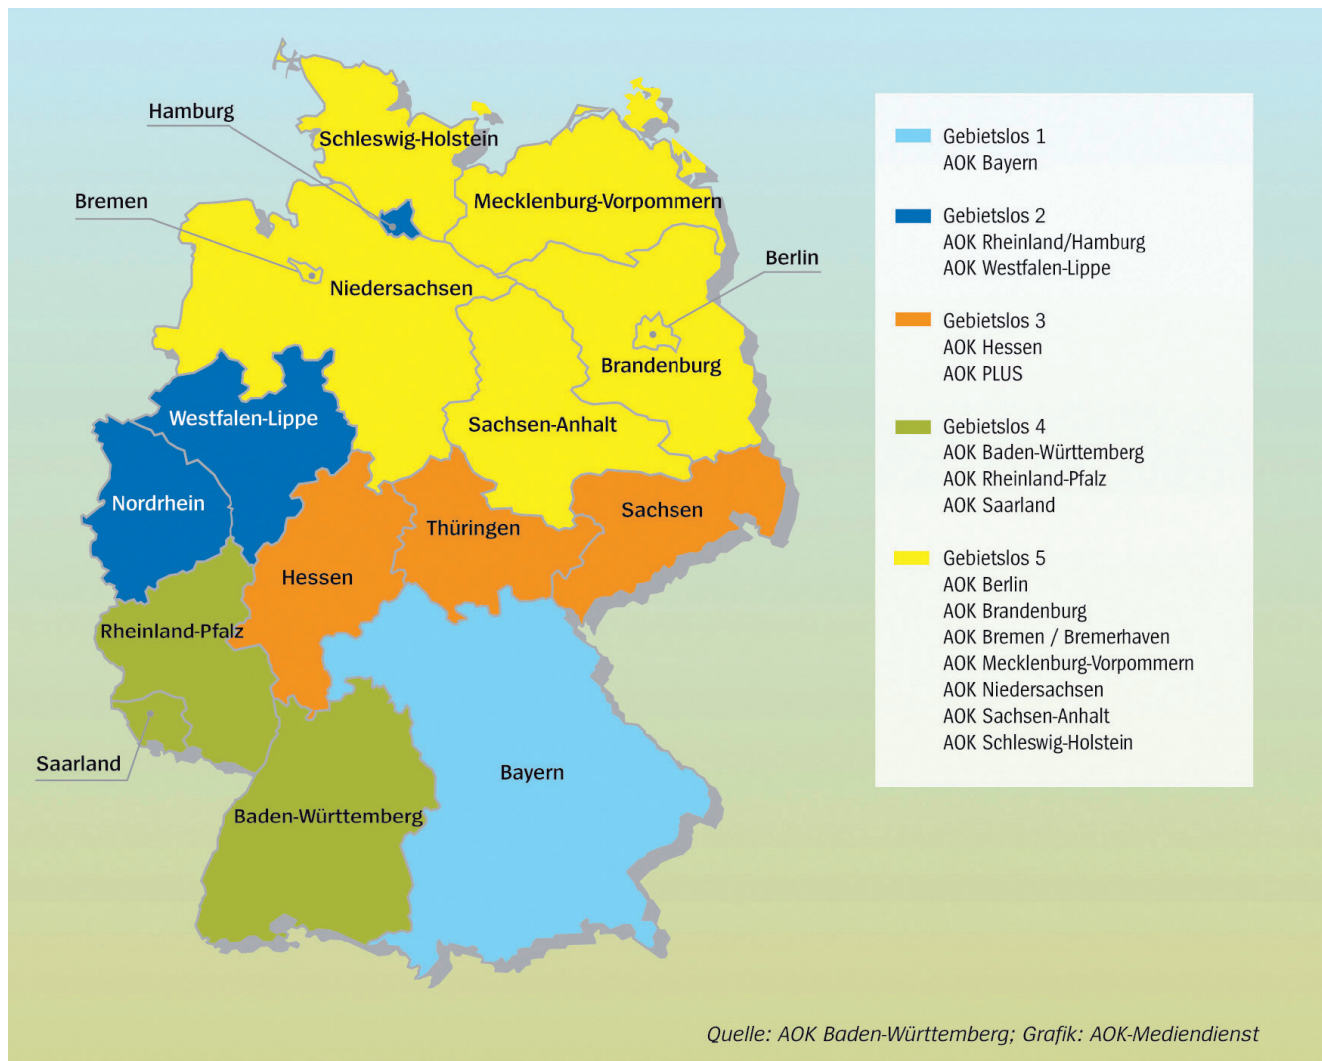 Hamburg
Schleswig-Holstein
Bremen
Mecklenburg-Vorpommern
Berlin
Niedersachsen
Brandenburg
Westfalen-Lippe
Sachsen-Anhalt
Nordrhein
Thüringen
Sachsen
Hessen
Rheinland-Pfalz
Saarland
Bayern
Baden-Württemberg
Gebietslos 1
AOK Bayern
Gebietslos 2
AOK Rheinland/Hamburg
AOK Westfalen-Lippe
Gebietslos 3
AOK Hessen
AOK PLUS
Gebietslos 4
AOK Baden-Württemberg
AOK Rheinland-Pfalz
AOK Saarland
Gebietslos 5
AOK Berlin
AOK Brandenburg
AOK Bremen / Bremerhaven
AOK Mecklenburg-Vorpommern
AOK Niedersachsen
AOK Sachsen-Anhalt
AOK Schleswig-Holstein
Quelle: AOK Baden-Württemberg; Grafik: AOK-Mediendienst